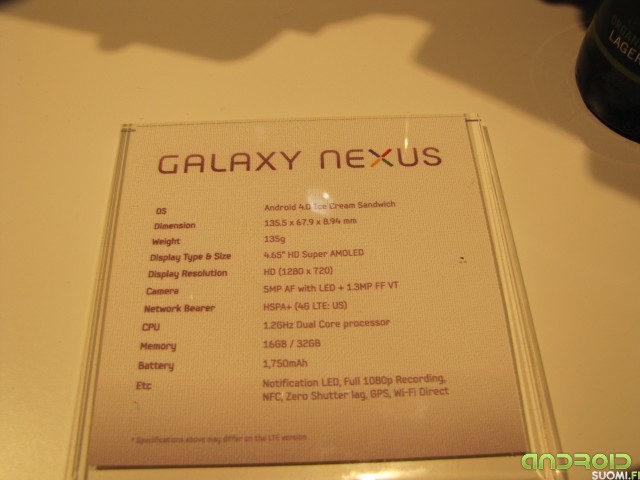 LAGER
GALAXY NEXUS
OS Android 4.0 Ice Cream Sandwich
Dimension 135.5 x 67.9 x 8.94 mm
Weight 135g
Display Type & Size 4.65" HD Super AMOLED
Display Resolution HD (1280 x 720)
Camera 5MP AF with LED + 1.3MP FF VT
Network Bearer HSPA+ (4G LTE: US)
CPU 1.2GHz Dual Core processor
Memory 16GB / 32GB
Battery 1,750mAh
Etc Notification LED, Full 1080p Recording,
NFC, Zero Shutter lag, GPS, Wi-Fi Direct
* Specifications above may differ on the LTE version
ANDROID
SUOMI.FI